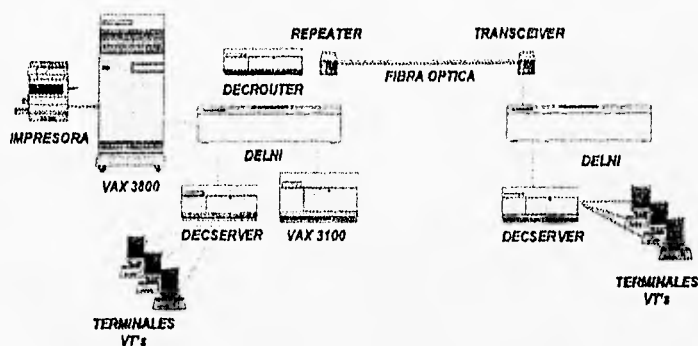 REPEATER
TRANSCEIVER
DECROUTER
FIBRA OPTICA
IMPRESORA
DELNI
DELNI
VAX 3800
DECSERVER
VAX 3100
DECSERVER
TERMINALES
VT's
TERMINALES
VT's